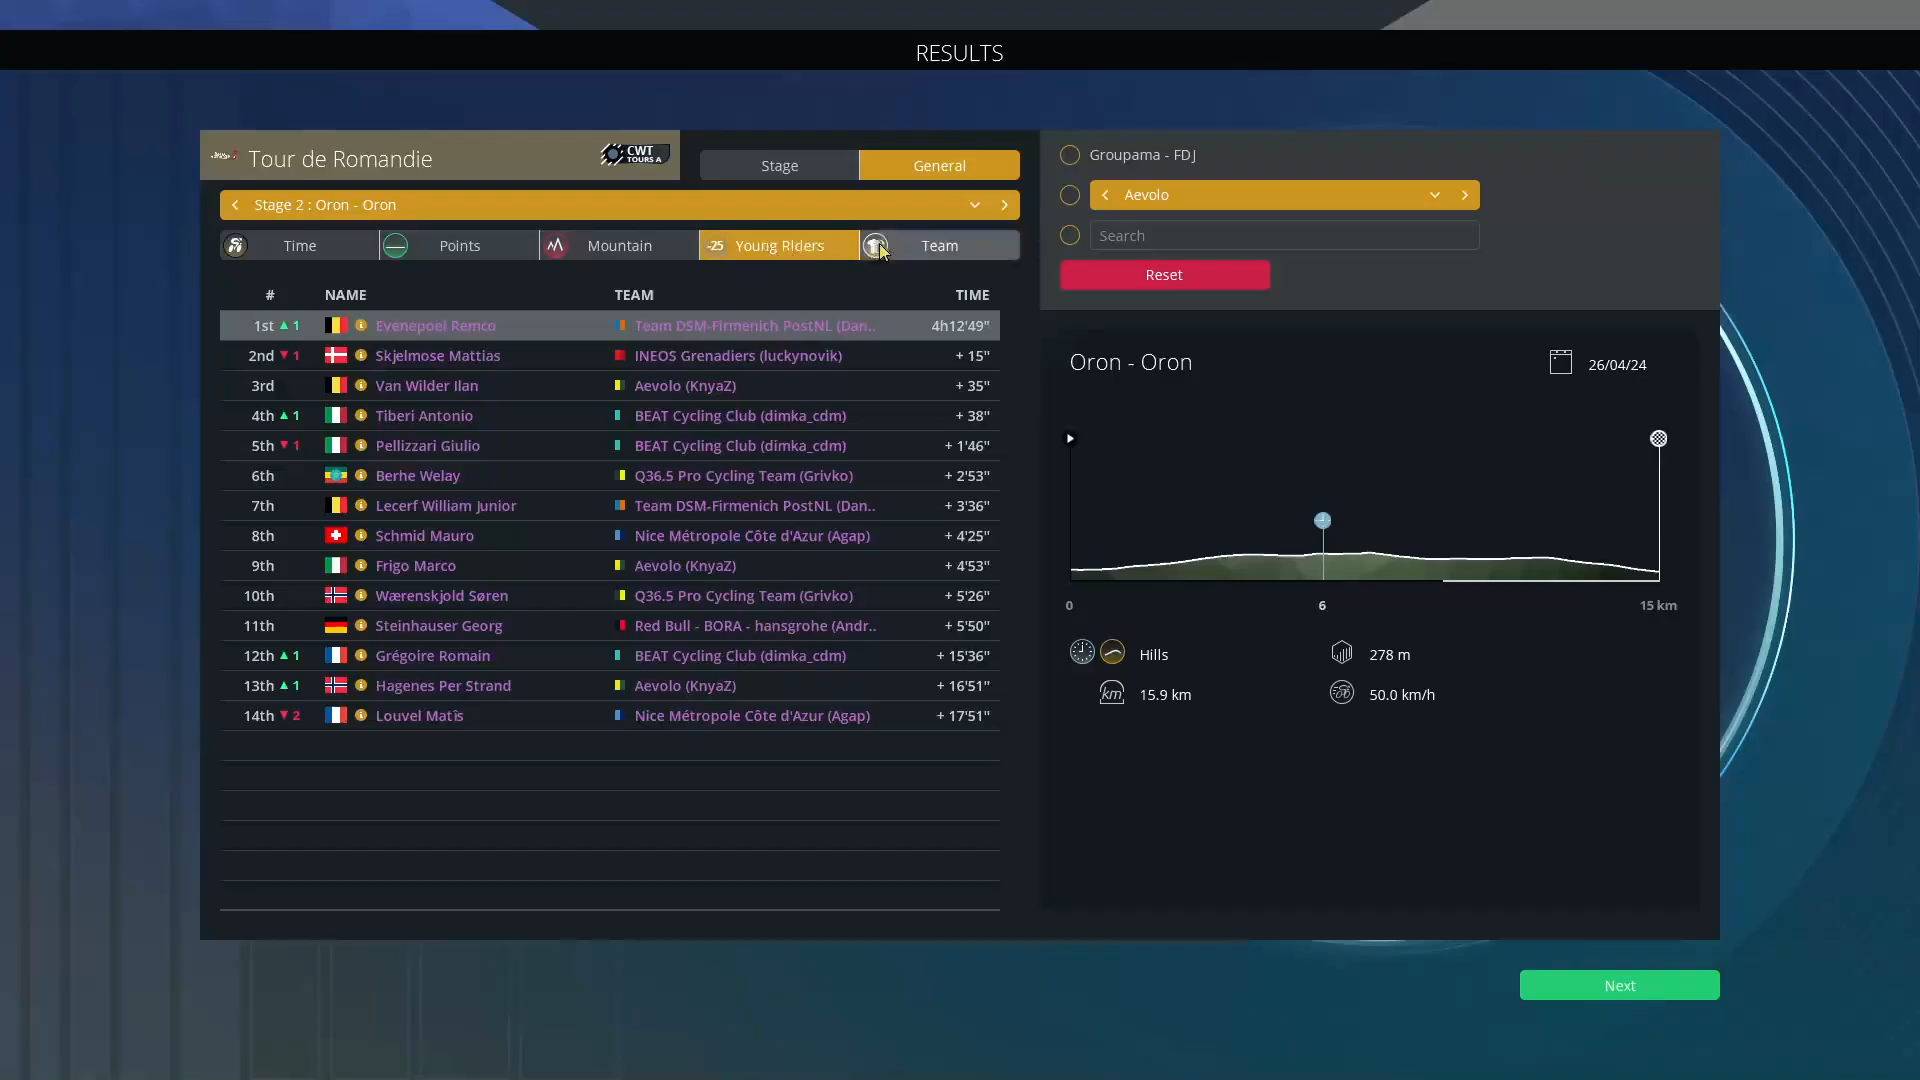 RESULTS
Tour de Romandie
CWT
TOURS A
Stage
General
Stage 2 : Oron - Oron
Time
Points
Mountain
-25 Young RIders
Team
# NAME TEAM TIME
1st 1 Evenepoel Remco Team DSM-Firmenich PostNL (Dan.. 4h12'49"
2nd 1 Skjelmose Mattias INEOS Grenadiers (luckynovik) + 15"
3rd Van Wilder Ilan Aevolo (KnyaZ) + 35"
4th 1 Tiberi Antonio BEAT Cycling Club (dimka_cdm) + 38"
5th 1 Pellizzari Giulio BEAT Cycling Club (dimka_cdm) + 1'46"
6th Berhe Welay Q36.5 Pro Cycling Team (Grivko) + 2'53"
7th Lecerf William Junior Team DSM-Firmenich PostNL (Dan.. + 3'36"
8th Schmid Mauro Nice Métropole Côte d'Azur (Agap) + 4'25"
9th Frigo Marco Aevolo (KnyaZ) + 4'53"
10th Wærenskjold Søren Q36.5 Pro Cycling Team (Grivko) + 5'26"
11th Steinhauser Georg Red Bull - BORA - hansgrohe (Andr.. + 5'50"
12th 1 Grégoire Romain BEAT Cycling Club (dimka_cdm) + 15'36"
13th 1 Hagenes Per Strand Aevolo (KnyaZ) + 16'51"
14th 2 Louvel Matîs Nice Métropole Côte d'Azur (Agap) + 17'51"
Groupama - FDJ
Aevolo
Search
Reset
Oron - Oron
26/04/24
0 6 15 km
Hills
278 m
km 15.9 km
50.0 km/h
Next